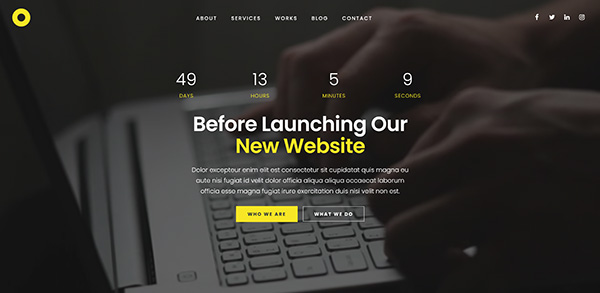 ABOUT SERVICES WORKS BLOG CONTACT
49 13 5 9
DAYS HOURS MINUTES SECONDS
Before Launching Our
New Website
Dolor excepteur enim elit est consectetur sit cupidatat quis magna eu
aute nisi fugiat id velit dolor officia aliqua aliqua occaecat laborum
officia esse magna fugiat irure exercitation duis nisi velit non est.
WHO WE ARE WHAT WE DO